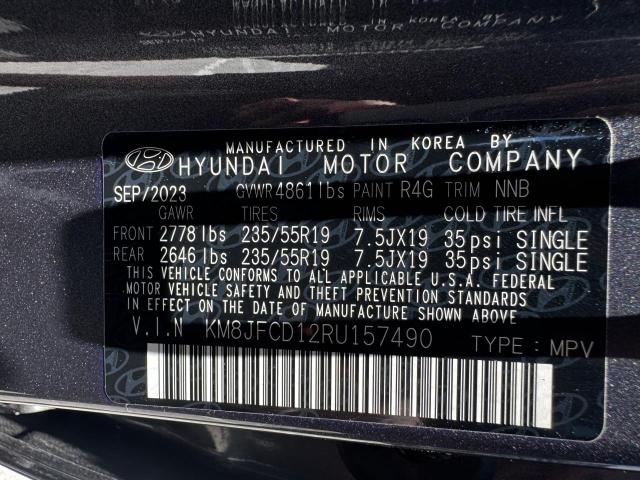 HYUNDAI MOTOR COMPANY
MANUFACTURED IN KOREA BY
HYUNDAI MOTOR COMPANY
SEP/2023 GVWR 4861lbs PAINT R4G TRIM NNB
GAWR TIRES RIMS COLD TIRE INFL
FRONT 2778lbs 235/55R19 7.5JX19 35psi SINGLE
REAR 2646lbs 235/55R19 7.5JX19 35psi SINGLE
THIS VEHICLE CONFORMS TO ALL APPLICABLE U.S.A. FEDERAL
MOTOR VEHICLE SAFETY AND THEFT PREVENTION STANDARDS
IN EFFECT ON THE DATE OF MANUFACTURE SHOWN ABOVE.
V.I.N KM8JFCD12RU157490 TYPE : MPV